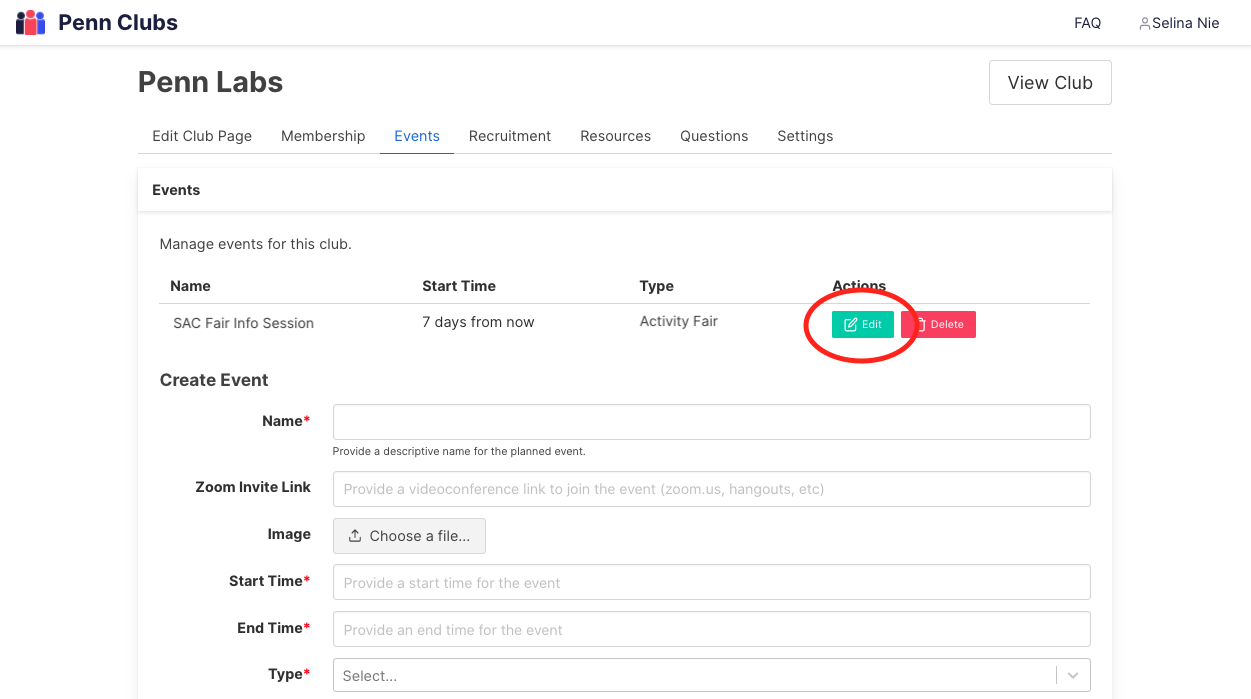 Penn Clubs
FAQ
Selina Nie
Penn Labs
View Club
Edit Club Page
Membership
Events
Recruitment
Resources
Questions
Settings
Events
Manage events for this club.
Name
Start Time
Type
Actions
SAC Fair Info Session
7 days from now
Activity Fair
Edit
Delete
Create Event
Name*
Provide a descriptive name for the planned event.
Zoom Invite Link
Provide a videoconference link to join the event (zoom.us, hangouts, etc)
Image
Choose a file...
Start Time*
Provide a start time for the event
End Time*
Provide an end time for the event
Type*
Select...